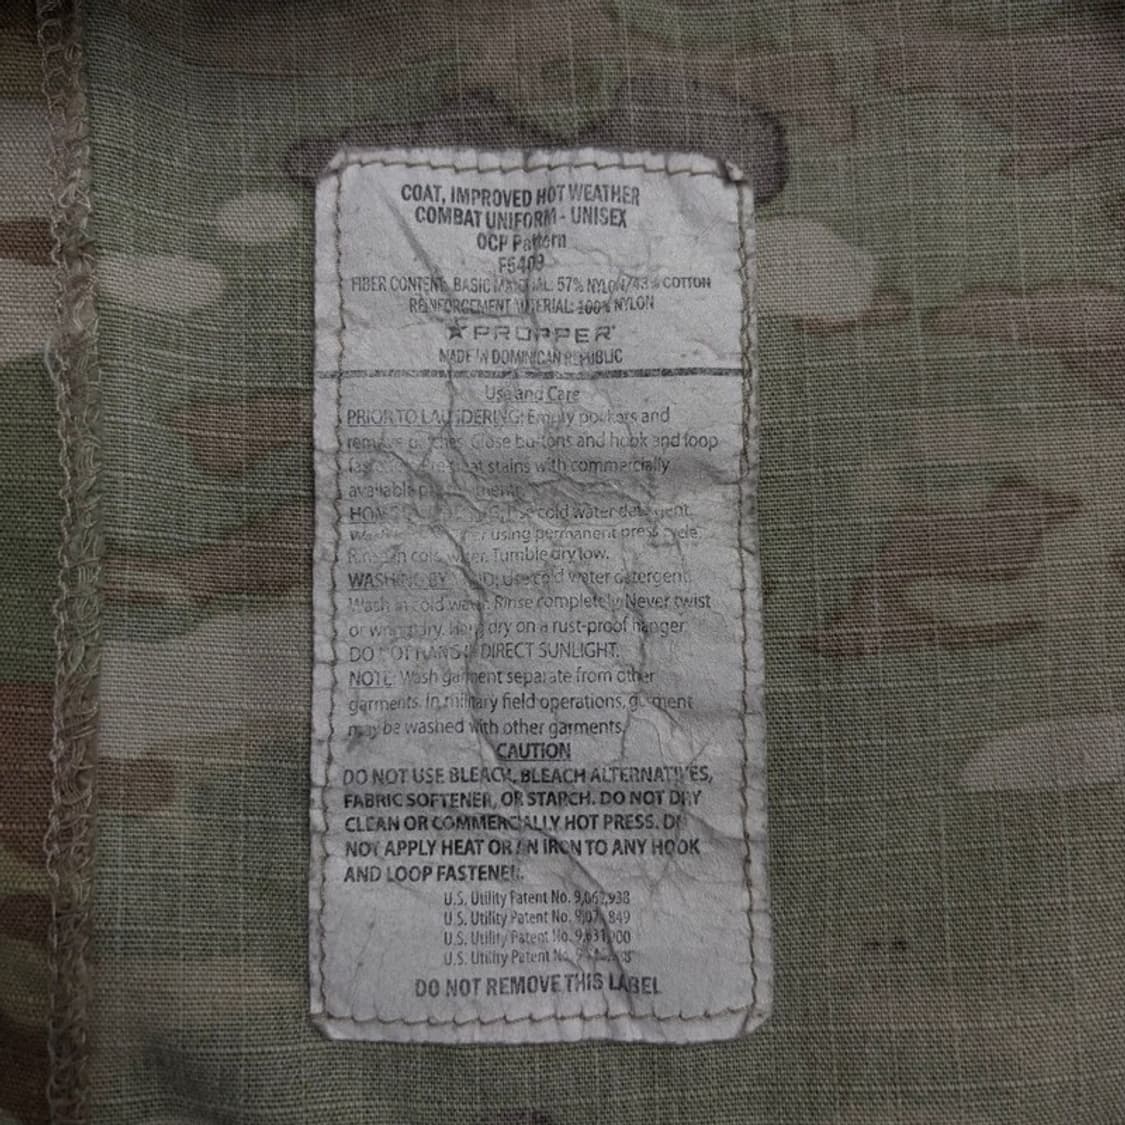 COAT, IMPROVED HOT WEATHER
COMBAT UNIFORM - UNISEX
OCP Pattern
F5409
FIBER CONTENT: BASIC MATERIAL: 57% NYLON/43% COTTON
REINFORCEMENT MATERIAL: 100% NYLON
PROPPER
MADE IN DOMINICAN REPUBLIC
Use and Care
PRIOR TO LAUNDERING: Empty pockets and
remove patches. Close buttons and hook and loop
Pretreat stains with commercially
available
Use cold water detergent.
using permanent press cycle.
Rinse in cold water. Tumble dry low.
WASHING BY HAND: Use cold water detergent.
Wash in cold water. Rinse completely. Never twist
or wring dry. Hang dry on a rust-proof hanger
DO NOT HANG DIRECT SUNLIGHT.
NOTE: Wash garment separate from other
garments. In military field operations, garment
may be washed with other garments.
CAUTION
DO NOT USE BLEACH, BLEACH ALTERNATIVES,
FABRIC SOFTENER, OR STARCH. DO NOT DRY
CLEAN OR COMMERCIALLY HOT PRESS. DO
NOT APPLY HEAT OR AN IRON TO ANY HOOK
AND LOOP FASTENER.
U.S. Utility Patent No.
U.S. Utility Patent No.
U.S. Utility Patent No. 9,631,900
U.S. Utility Patent No.
DO NOT REMOVE THIS LABEL